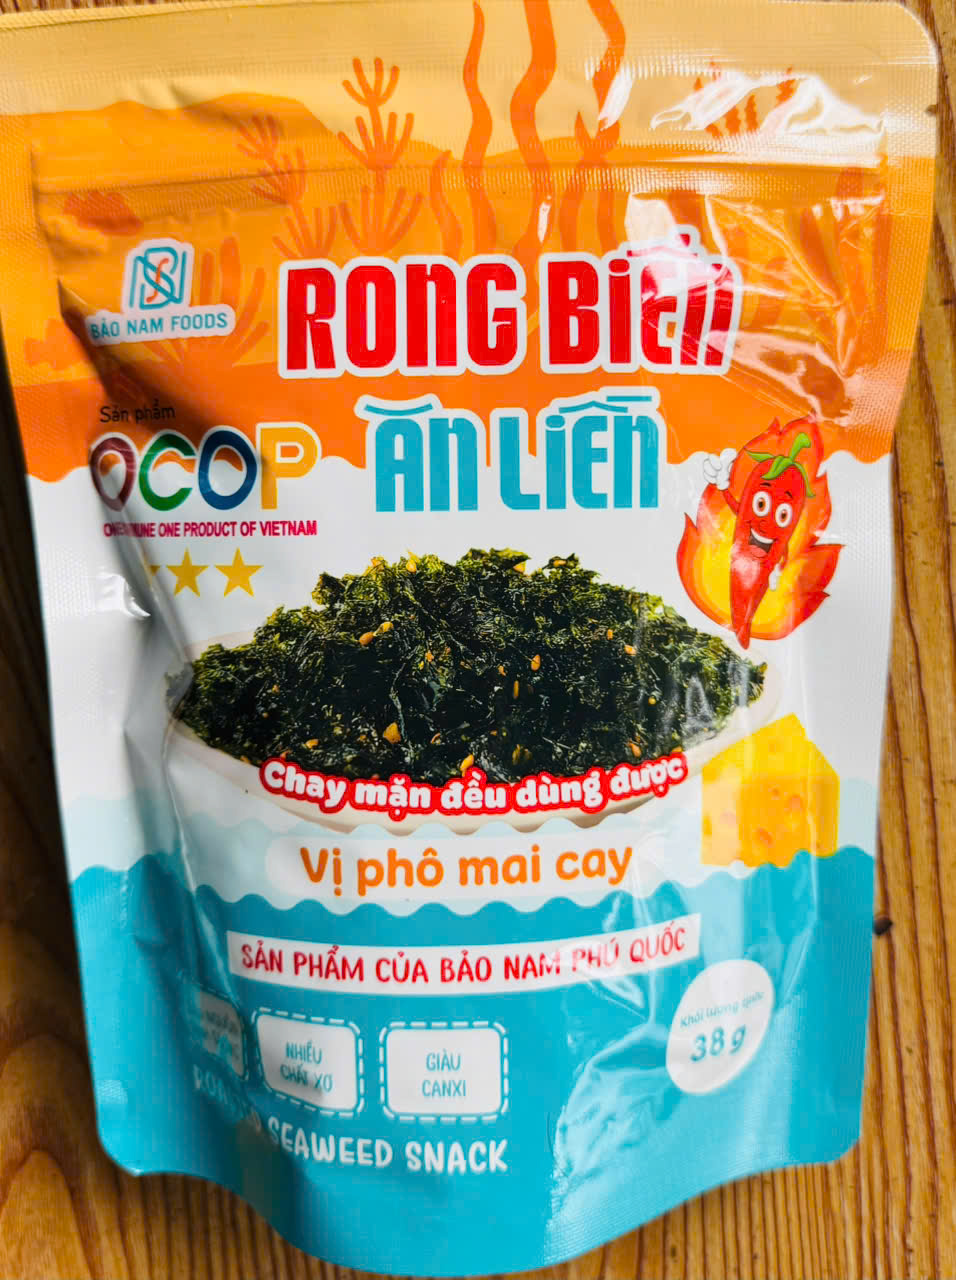 BẢO NAM FOODS
RONG BIỂN
Sản phẩm
OCOP
ONE PRODUCT OF VIETNAM
ĂN LIỀN
Chay mặn đều dùng được
Vị phô mai cay
SẢN PHẨM CỦA BẢO NAM PHÚ QUỐC
Khối lượng
38 g
NHIỀU
CHẤT XƠ
GIÀU
CANXI
SEAWEED SNACK